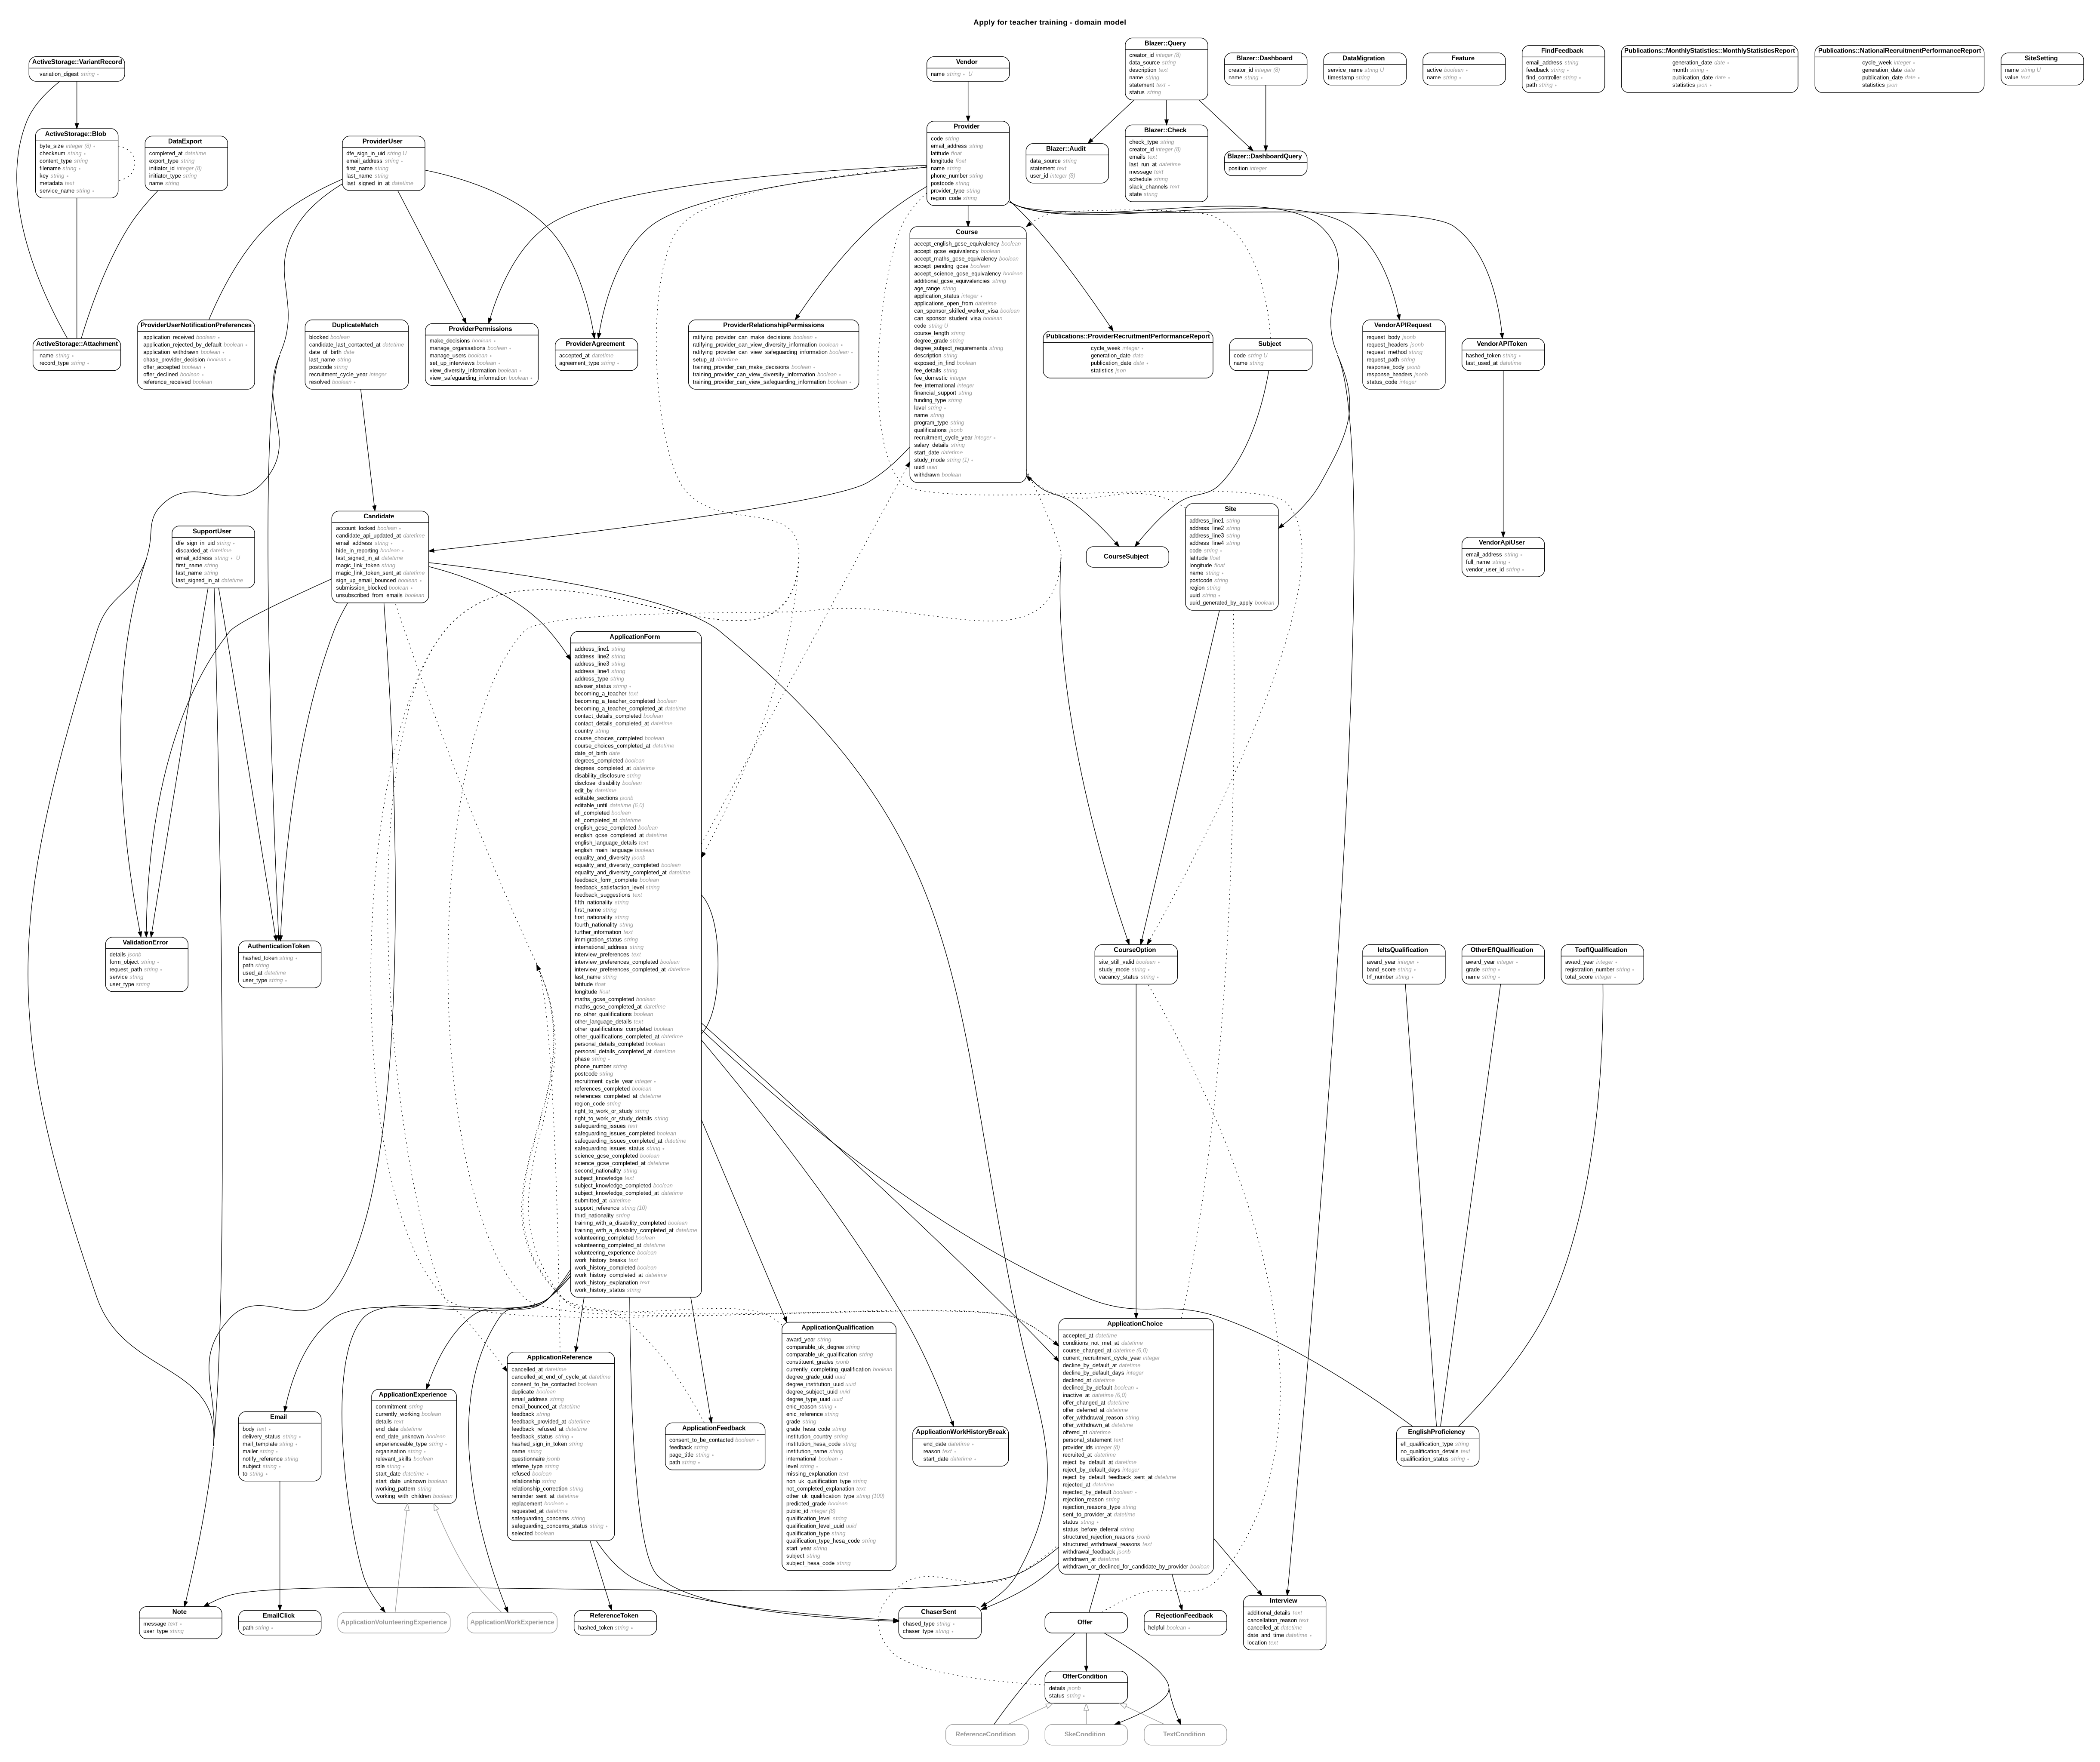 Apply for teacher training - domain model
ActiveStorage::VariantRecord
variation_digest string ∗
Vendor
name string ∗ U
Blazer::Query
creator_id integer (8)
data_source string
description text
name string
statement text ∗
status string
Blazer::Dashboard
creator_id integer (8)
name string ∗
DataMigration
service_name string U
timestamp string
Feature
active boolean ∗
name string ∗
FindFeedback
email_address string
feedback string ∗
find_controller string ∗
path string ∗
Publications::MonthlyStatistics::MonthlyStatisticsReport
generation_date date ∗
month string ∗
publication_date date ∗
statistics json ∗
Publications::NationalRecruitmentPerformanceReport
cycle_week integer ∗
generation_date date
publication_date date ∗
statistics json
SiteSetting
name string U
value text
ActiveStorage::Blob
byte_size integer (8) ∗
checksum string ∗
content_type string
filename string ∗
key string ∗
metadata text
service_name string ∗
DataExport
completed_at datetime
export_type string
initiator_id integer (8)
initiator_type string
name string
ProviderUser
dfe_sign_in_uid string U
email_address string ∗
first_name string
last_name string
last_signed_in_at datetime
Provider
code string
email_address string
latitude float
longitude float
name string
phone_number string
postcode string
provider_type string
region_code string
Blazer::Audit
data_source string
statement text
user_id integer (8)
Blazer::Check
check_type string
creator_id integer (8)
emails text
last_run_at datetime
message text
schedule string
slack_channels text
state string
Blazer::DashboardQuery
position integer
Course
accept_english_gcse_equivalency boolean
accept_gcse_equivalency boolean
accept_maths_gcse_equivalency boolean
accept_pending_gcse boolean
accept_science_gcse_equivalency boolean
additional_gcse_equivalencies string
age_range string
application_status integer ∗
applications_open_from datetime
can_sponsor_skilled_worker_visa boolean
can_sponsor_student_visa boolean
code string U
course_length string
degree_grade string
degree_subject_requirements string
description string
exposed_in_find boolean
fee_details string
fee_domestic integer
fee_international integer
financial_support string
funding_type string
level string ∗
name string
program_type string
qualifications jsonb
recruitment_cycle_year integer ∗
salary_details string
start_date datetime
study_mode string (1) ∗
uuid uuid
withdrawn boolean
ActiveStorage::Attachment
name string ∗
record_type string ∗
ProviderUserNotificationPreferences
application_received boolean ∗
application_rejected_by_default boolean ∗
application_withdrawn boolean ∗
chase_provider_decision boolean ∗
offer_accepted boolean ∗
offer_declined boolean ∗
reference_received boolean
DuplicateMatch
blocked boolean
candidate_last_contacted_at datetime
date_of_birth date
last_name string
postcode string
recruitment_cycle_year integer
resolved boolean ∗
ProviderPermissions
make_decisions boolean ∗
manage_organisations boolean ∗
manage_users boolean ∗
set_up_interviews boolean ∗
view_diversity_information boolean ∗
view_safeguarding_information boolean ∗
ProviderAgreement
accepted_at datetime
agreement_type string ∗
ProviderRelationshipPermissions
ratifying_provider_can_make_decisions boolean ∗
ratifying_provider_can_view_diversity_information boolean ∗
ratifying_provider_can_view_safeguarding_information boolean ∗
setup_at datetime
training_provider_can_make_decisions boolean ∗
training_provider_can_view_diversity_information boolean ∗
training_provider_can_view_safeguarding_information boolean ∗
Publications::ProviderRecruitmentPerformanceReport
cycle_week integer ∗
generation_date date
publication_date date ∗
statistics json
Subject
code string U
name string
VendorAPIRequest
request_body jsonb
request_headers jsonb
request_method string
request_path string
response_body jsonb
response_headers jsonb
status_code integer
VendorAPIToken
hashed_token string ∗
last_used_at datetime
Candidate
account_locked boolean ∗
candidate_api_updated_at datetime
email_address string ∗
hide_in_reporting boolean ∗
last_signed_in_at datetime
magic_link_token string
magic_link_token_sent_at datetime
sign_up_email_bounced boolean ∗
submission_blocked boolean ∗
unsubscribed_from_emails boolean
SupportUser
dfe_sign_in_uid string ∗
discarded_at datetime
email_address string ∗ U
first_name string
last_name string
last_signed_in_at datetime
CourseSubject
Site
address_line1 string
address_line2 string
address_line3 string
address_line4 string
code string ∗
latitude float
longitude float
name string ∗
postcode string
region string
uuid string ∗
uuid_generated_by_apply boolean
VendorApiUser
email_address string ∗
full_name string ∗
vendor_user_id string ∗
ApplicationForm
address_line1 string
address_line2 string
address_line3 string
address_line4 string
address_type string
adviser_status string ∗
becoming_a_teacher text
becoming_a_teacher_completed boolean
becoming_a_teacher_completed_at datetime
contact_details_completed boolean
contact_details_completed_at datetime
country string
course_choices_completed boolean
course_choices_completed_at datetime
date_of_birth date
degrees_completed boolean
degrees_completed_at datetime
disability_disclosure string
disclose_disability boolean
edit_by datetime
editable_sections jsonb
editable_until datetime (6,0)
efl_completed boolean
efl_completed_at datetime
english_gcse_completed boolean
english_gcse_completed_at datetime
english_language_details text
english_main_language boolean
equality_and_diversity jsonb
equality_and_diversity_completed boolean
equality_and_diversity_completed_at datetime
feedback_form_complete boolean
feedback_satisfaction_level string
feedback_suggestions text
fifth_nationality string
first_name string
first_nationality string
fourth_nationality string
further_information text
immigration_status string
international_address string
interview_preferences text
interview_preferences_completed boolean
interview_preferences_completed_at datetime
last_name string
latitude float
longitude float
maths_gcse_completed boolean
maths_gcse_completed_at datetime
no_other_qualifications boolean
other_language_details text
other_qualifications_completed boolean
other_qualifications_completed_at datetime
personal_details_completed boolean
personal_details_completed_at datetime
phase string ∗
phone_number string
postcode string
recruitment_cycle_year integer ∗
references_completed boolean
references_completed_at datetime
region_code string
right_to_work_or_study string
right_to_work_or_study_details string
safeguarding_issues text
safeguarding_issues_completed boolean
safeguarding_issues_completed_at datetime
safeguarding_issues_status string ∗
science_gcse_completed boolean
science_gcse_completed_at datetime
second_nationality string
subject_knowledge text
subject_knowledge_completed boolean
subject_knowledge_completed_at datetime
submitted_at datetime
support_reference string (10)
third_nationality string
training_with_a_disability_completed boolean
training_with_a_disability_completed_at datetime
volunteering_completed boolean
volunteering_completed_at datetime
volunteering_experience boolean
work_history_breaks text
work_history_completed boolean
work_history_completed_at datetime
work_history_explanation text
work_history_status string
ValidationError
details jsonb
form_object string ∗
request_path string ∗
service string
user_type string
AuthenticationToken
hashed_token string ∗
path string
used_at datetime
user_type string ∗
CourseOption
site_still_valid boolean ∗
study_mode string ∗
vacancy_status string ∗
IeltsQualification
award_year integer ∗
band_score string ∗
trf_number string ∗
OtherEflQualification
award_year integer ∗
grade string ∗
name string ∗
ToeflQualification
award_year integer ∗
registration_number string ∗
total_score integer ∗
ApplicationQualification
award_year string
comparable_uk_degree string
comparable_uk_qualification string
constituent_grades jsonb
currently_completing_qualification boolean
degree_grade_uuid uuid
degree_institution_uuid uuid
degree_subject_uuid uuid
degree_type_uuid uuid
enic_reason string ∗
enic_reference string
grade string
grade_hesa_code string
institution_country string
institution_hesa_code string
institution_name string
international boolean ∗
level string ∗
missing_explanation text
non_uk_qualification_type string
not_completed_explanation text
other_uk_qualification_type string (100)
predicted_grade boolean
public_id integer (8)
qualification_level string
qualification_level_uuid uuid
qualification_type string
qualification_type_hesa_code string
start_year string
subject string
subject_hesa_code string
ApplicationChoice
accepted_at datetime
conditions_not_met_at datetime
course_changed_at datetime (6,0)
current_recruitment_cycle_year integer
decline_by_default_at datetime
decline_by_default_days integer
declined_at datetime
declined_by_default boolean ∗
inactive_at datetime (6,0)
offer_changed_at datetime
offer_deferred_at datetime
offer_withdrawal_reason string
offer_withdrawn_at datetime
offered_at datetime
personal_statement text
provider_ids integer (8)
recruited_at datetime
reject_by_default_at datetime
reject_by_default_days integer
reject_by_default_feedback_sent_at datetime
rejected_at datetime
rejected_by_default boolean ∗
rejection_reason string
rejection_reasons_type string
sent_to_provider_at datetime
status string ∗
status_before_deferral string
structured_rejection_reasons jsonb
structured_withdrawal_reasons text
withdrawal_feedback jsonb
withdrawn_at datetime
withdrawn_or_declined_for_candidate_by_provider boolean
ApplicationReference
cancelled_at datetime
cancelled_at_end_of_cycle_at datetime
consent_to_be_contacted boolean
duplicate boolean
email_address string
email_bounced_at datetime
feedback string
feedback_provided_at datetime
feedback_refused_at datetime
feedback_status string ∗
hashed_sign_in_token string
name string
questionnaire jsonb
referee_type string
refused boolean
relationship string
relationship_correction string
reminder_sent_at datetime
replacement boolean ∗
requested_at datetime
safeguarding_concerns string
safeguarding_concerns_status string ∗
selected boolean
ApplicationExperience
commitment string
currently_working boolean
details text
end_date datetime
end_date_unknown boolean
experienceable_type string ∗
organisation string ∗
relevant_skills boolean
role string ∗
start_date datetime ∗
start_date_unknown boolean
working_pattern string
working_with_children boolean
Email
body text ∗
delivery_status string ∗
mail_template string ∗
mailer string ∗
notify_reference string
subject string ∗
to string ∗
ApplicationFeedback
consent_to_be_contacted boolean ∗
feedback string
page_title string ∗
path string ∗
ApplicationWorkHistoryBreak
end_date datetime ∗
reason text ∗
start_date datetime ∗
EnglishProficiency
efl_qualification_type string
no_qualification_details text
qualification_status string ∗
Note
message text ∗
user_type string
EmailClick
path string ∗
ApplicationVolunteeringExperience
ApplicationWorkExperience
ReferenceToken
hashed_token string ∗
ChaserSent
chased_type string ∗
chaser_type string ∗
Offer
RejectionFeedback
helpful boolean ∗
Interview
additional_details text
cancellation_reason text
cancelled_at datetime
date_and_time datetime ∗
location text
OfferCondition
details jsonb
status string ∗
ReferenceCondition
SkeCondition
TextCondition